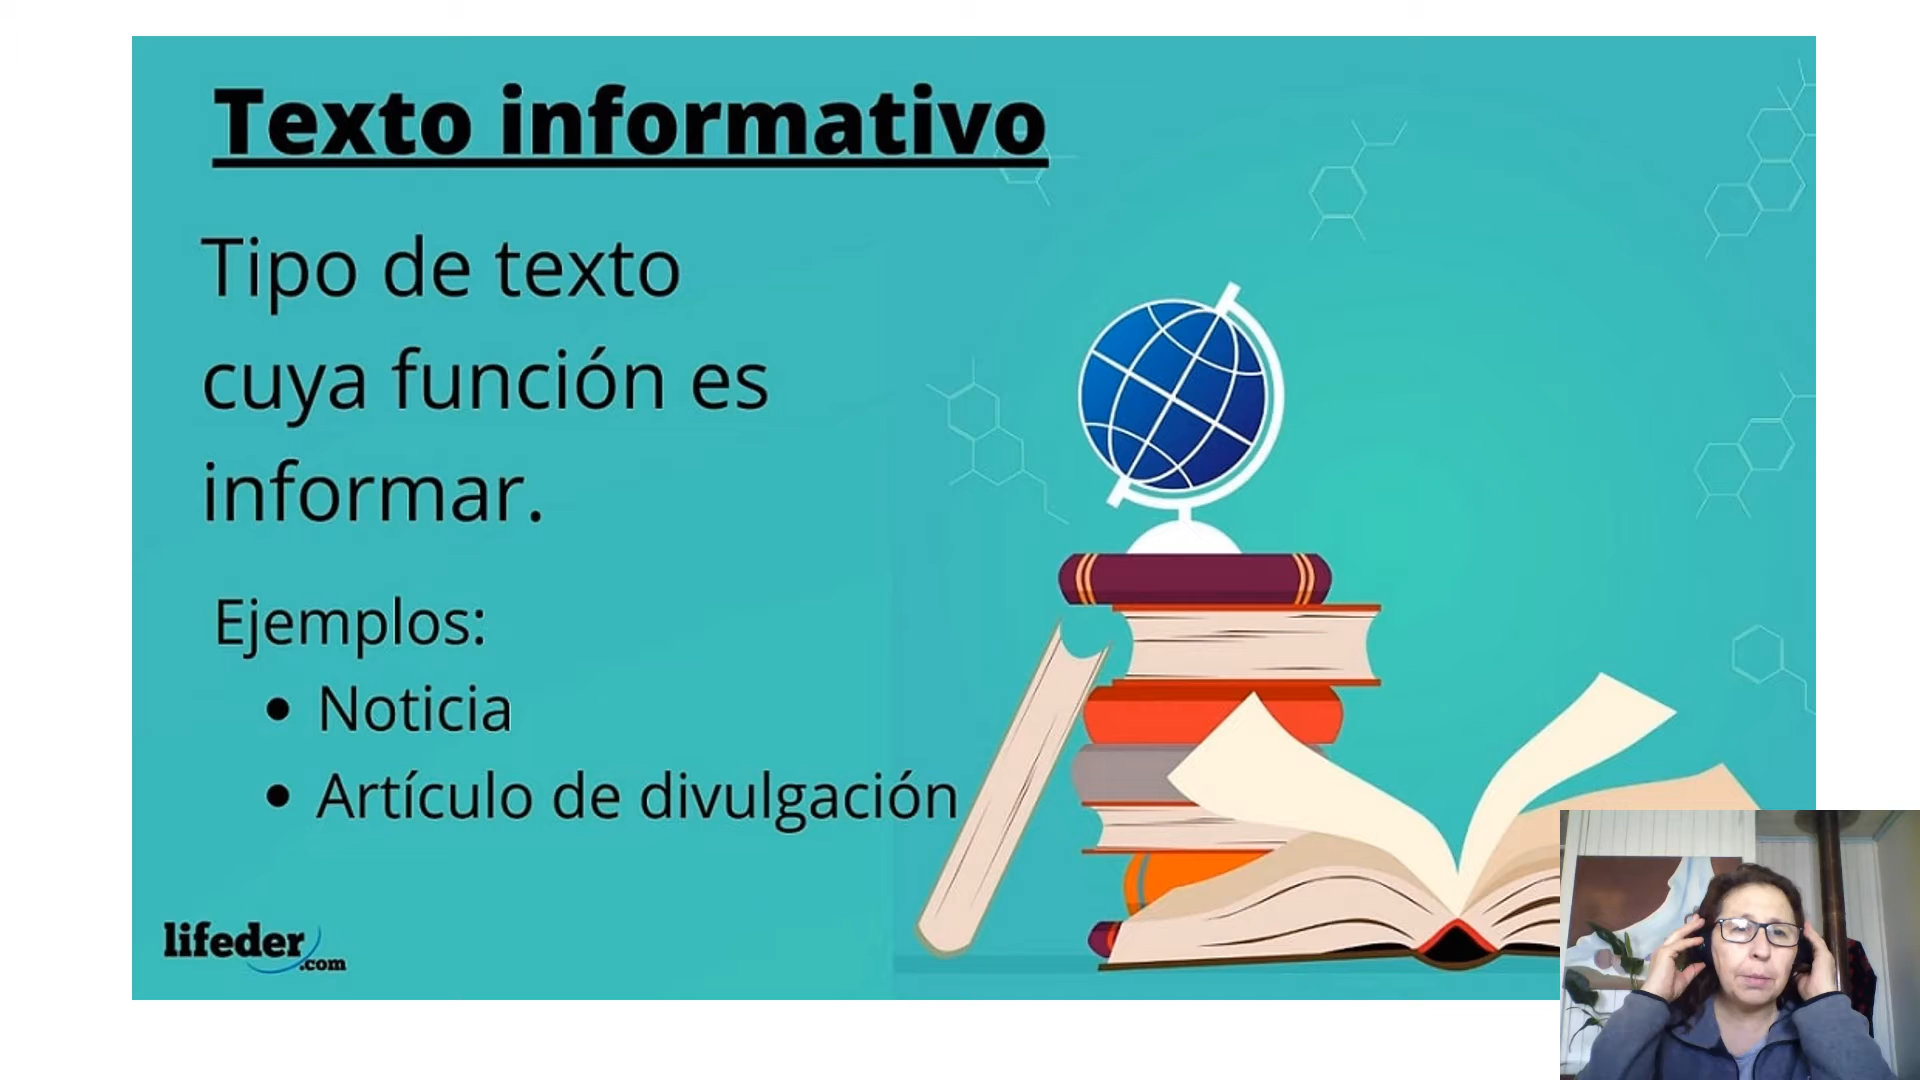 Texto informativo
Tipo de texto
cuya función es
informar.
Ejemplos:
• Noticia
• Artículo de divulgación
lifeder
.com